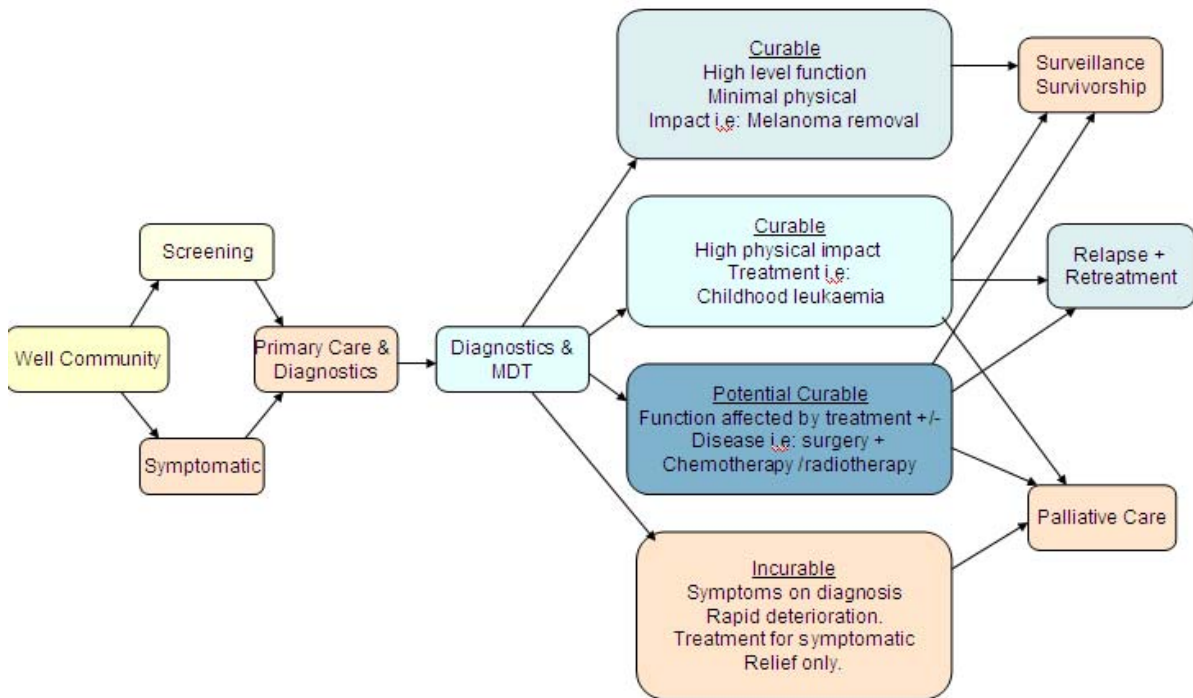 Well Community
Screening
Symptomatic
Primary Care &
Diagnostics
Diagnostics &
MDT
Curable
High level function
Minimal physical
Impact i.e: Melanoma removal
Curable
High physical impact
Treatment i.e:
Childhood leukaemia
Potential Curable
Function affected by treatment +/-
Disease i.e: surgery +
Chemotherapy /radiotherapy
Incurable
Symptoms on diagnosis
Rapid deterioration.
Treatment for symptomatic
Relief only.
Surveillance
Survivorship
Relapse +
Retreatment
Palliative Care